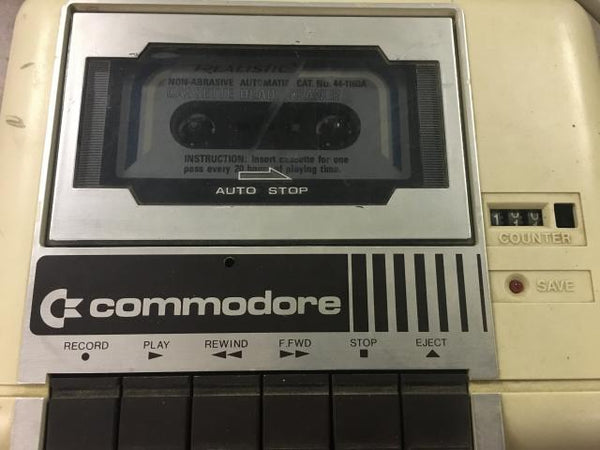 REALISTIC
NON-ABRASIVE AUTOMATIC CAT. NO. 44-1160A
CASSETTE HEAD CLEANER
INSTRUCTION: Insert cassette for one
pass every 20 hours of playing time.
AUTO STOP
COUNTER
SAVE
commodore
RECORD PLAY REWIND F.FWD STOP EJECT